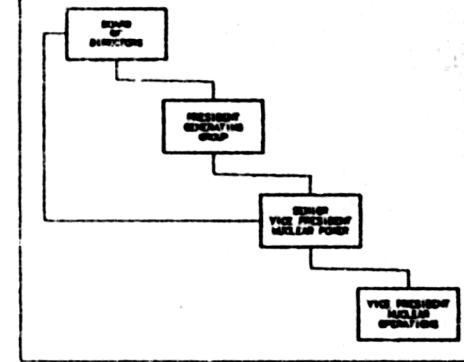 BOARD
OF
DIRECTORS
PRESIDENT
GENERATING
GROUP
SENIOR
VICE PRESIDENT
NUCLEAR POWER
VICE PRESIDENT
NUCLEAR
OPERATIONS